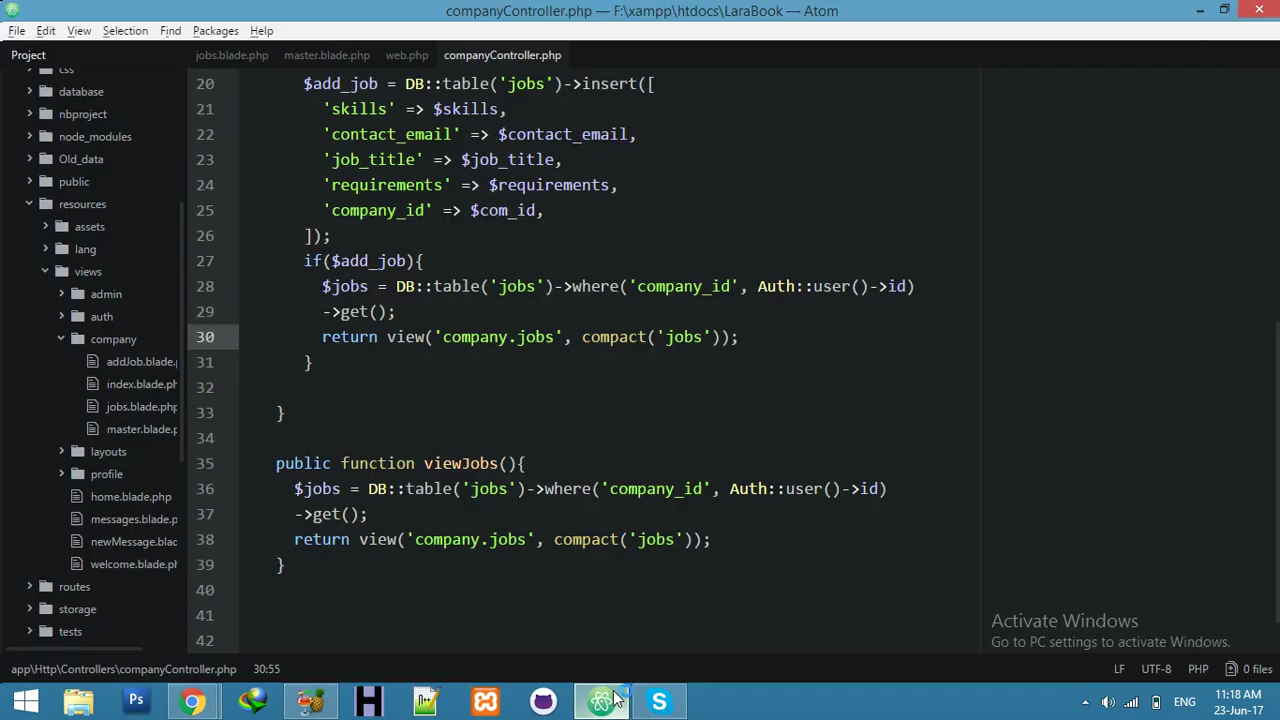 companyController.php — F:\xampp\htdocs\LaraBook — Atom
File Edit View Selection Find Packages Help
Project
jobs.blade.php master.blade.php web.php companyController.php
css
database
nbproject
node_modules
Old_data
public
resources
assets
lang
views
admin
auth
company
addJob.blade.
index.blade.ph
jobs.blade.php
master.blade.p
layouts
profile
home.blade.php
messages.blade.p
newMessage.blac
welcome.blade.ph
routes
storage
tests
20 $add_job = DB::table('jobs')->insert([
21 'skills' => $skills,
22 'contact_email' => $contact_email,
23 'job_title' => $job_title,
24 'requirements' => $requirements,
25 'company_id' => $com_id,
26 ]);
27 if($add_job){
28 $jobs = DB::table('jobs')->where('company_id', Auth::user()->id)
29 ->get();
30 return view('company.jobs', compact('jobs'));
31 }
32
33 }
34
35 public function viewJobs(){
36 $jobs = DB::table('jobs')->where('company_id', Auth::user()->id)
37 ->get();
38 return view('company.jobs', compact('jobs'));
39 }
40
41
42
Activate Windows
Go to PC settings to activate Windows.
app\Http\Controllers\companyController.php 30:55 LF UTF-8 PHP 0 files
Ps
ENG
11:18 AM
23-Jun-17